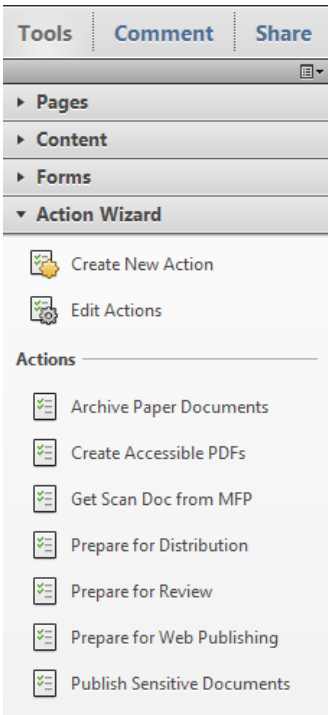 Tools Comment Share
Pages
Content
Forms
Action Wizard
Create New Action
Edit Actions
Actions
Archive Paper Documents
Create Accessible PDFs
Get Scan Doc from MFP
Prepare for Distribution
Prepare for Review
Prepare for Web Publishing
Publish Sensitive Documents